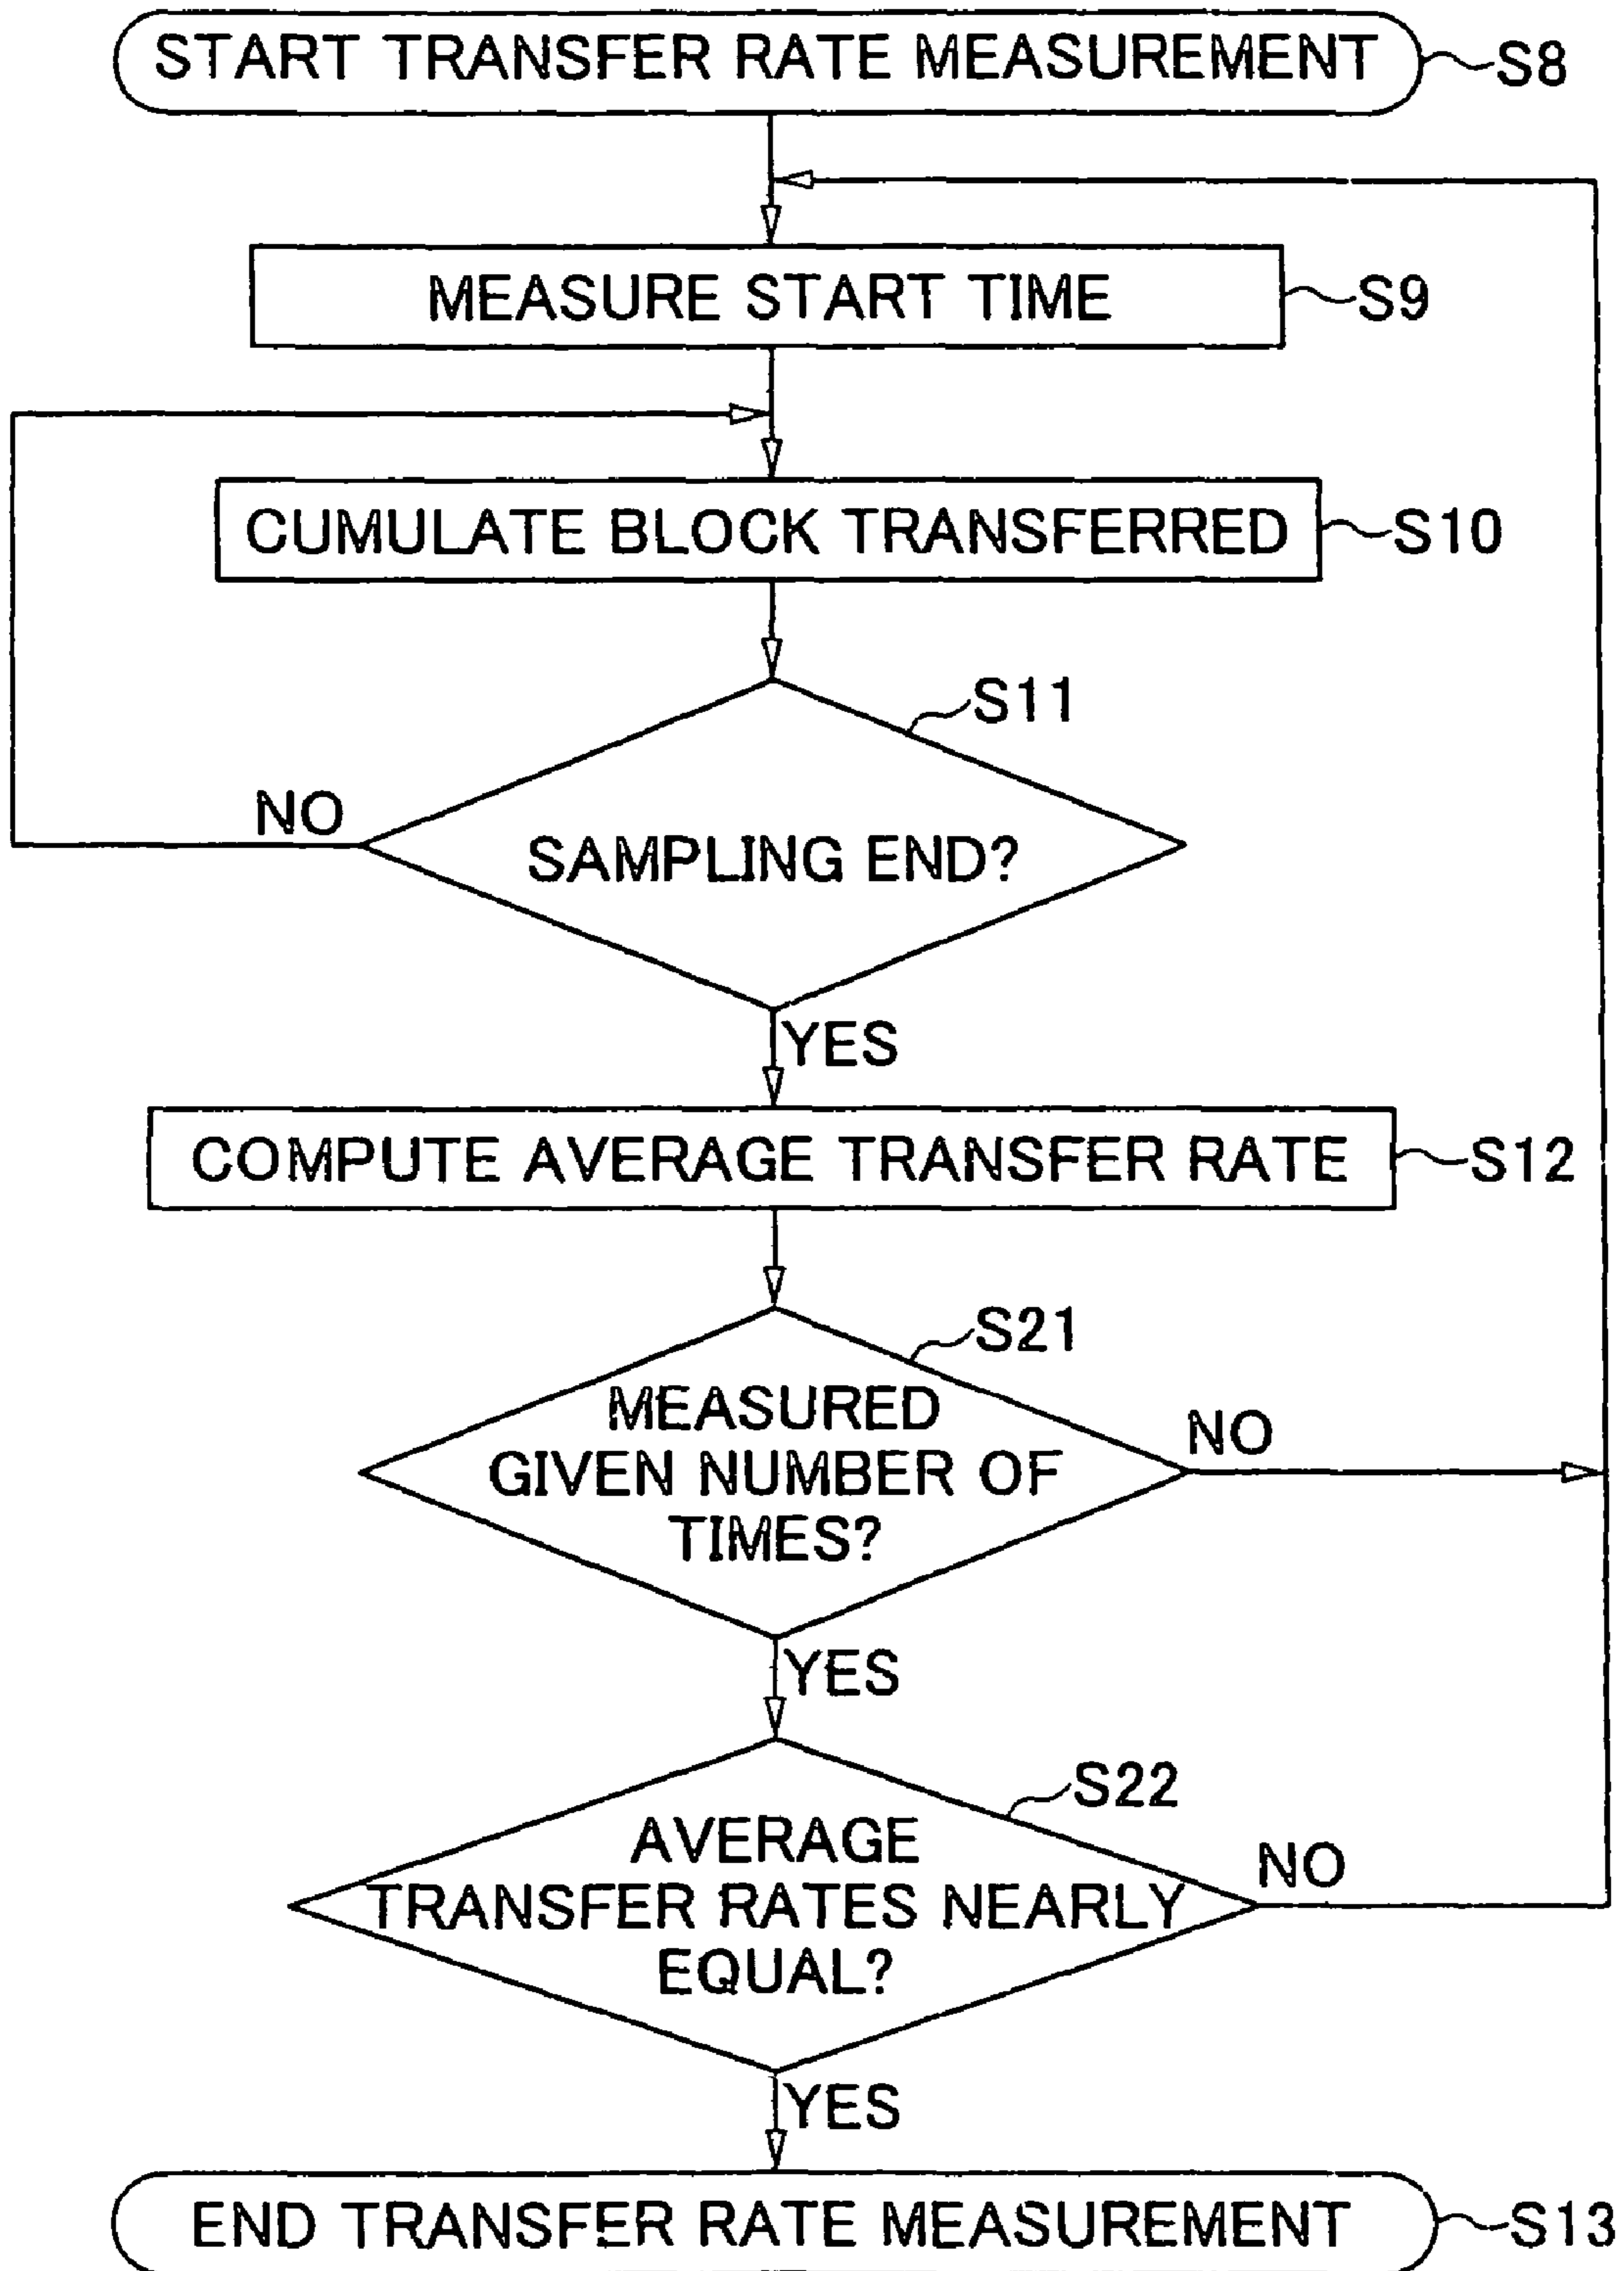 START TRANSFER RATE MEASUREMENT
S8
MEASURE START TIME
S9
CUMULATE BLOCK TRANSFERRED
S10
S11
NO
SAMPLING END?
YES
COMPUTE AVERAGE TRANSFER RATE
S12
S21
MEASURED
GIVEN NUMBER OF
TIMES?
NO
YES
S22
AVERAGE
TRANSFER RATES NEARLY
EQUAL?
NO
YES
END TRANSFER RATE MEASUREMENT
S13